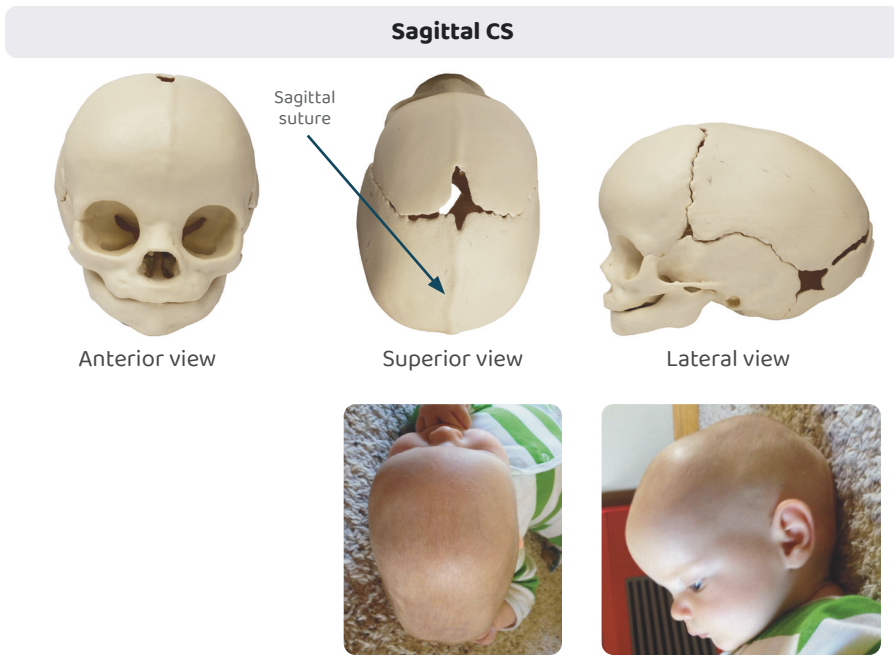 Sagittal CS
Sagittal
suture
Anterior view
Superior view
Lateral view